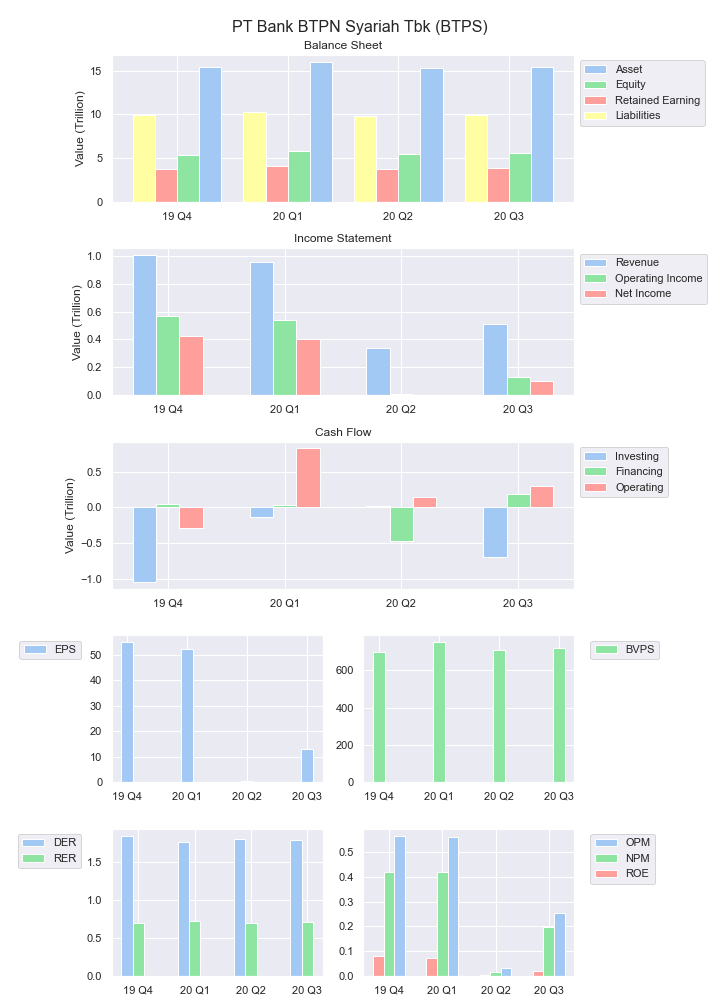 PT Bank BTPN Syariah Tbk (BTPS)
Balance Sheet
Value (Trillion)
15
10
5
0
19 Q4 20 Q1 20 Q2 20 Q3
Asset
Equity
Retained Earning
Liabilities
Income Statement
Value (Trillion)
1.0
0.8
0.6
0.4
0.2
0.0
19 Q4 20 Q1 20 Q2 20 Q3
Revenue
Operating Income
Net Income
Cash Flow
Value (Trillion)
0.5
0.0
−0.5
−1.0
19 Q4 20 Q1 20 Q2 20 Q3
Investing
Financing
Operating
EPS
50
40
30
20
10
0
19 Q4 20 Q1 20 Q2 20 Q3
600
400
200
0
19 Q4 20 Q1 20 Q2 20 Q3
BVPS
DER
RER
1.5
1.0
0.5
0.0
19 Q4 20 Q1 20 Q2 20 Q3
0.5
0.4
0.3
0.2
0.1
0.0
19 Q4 20 Q1 20 Q2 20 Q3
OPM
NPM
ROE